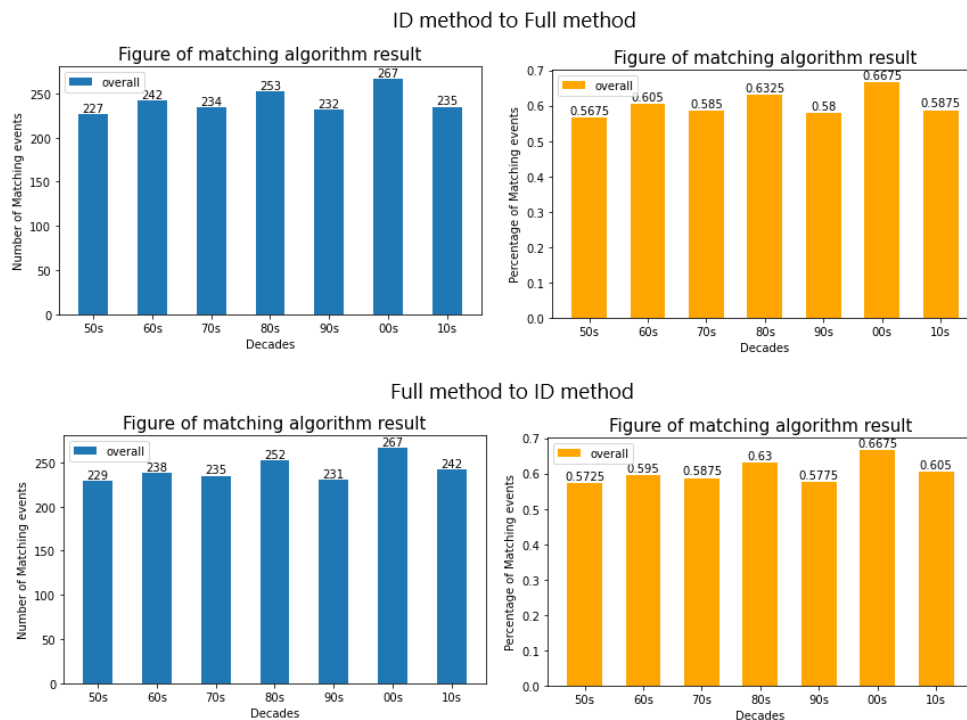 ID method to Full method
Figure of matching algorithm result
overall
Number of Matching events
250
200
150
100
50
0
227
242
234
253
232
267
235
50s
60s
70s
80s
90s
00s
10s
Decades
Figure of matching algorithm result
overall
Percentage of Matching events
0.7
0.6
0.5
0.4
0.3
0.2
0.1
0.0
0.5675
0.605
0.585
0.6325
0.58
0.6675
0.5875
50s
60s
70s
80s
90s
00s
10s
Decades
Full method to ID method
Figure of matching algorithm result
overall
Number of Matching events
250
200
150
100
50
0
229
238
235
252
231
267
242
50s
60s
70s
80s
90s
00s
10s
Decades
Figure of matching algorithm result
overall
Percentage of Matching events
0.7
0.6
0.5
0.4
0.3
0.2
0.1
0.0
0.5725
0.595
0.5875
0.63
0.5775
0.6675
0.605
50s
60s
70s
80s
90s
00s
10s
Decades